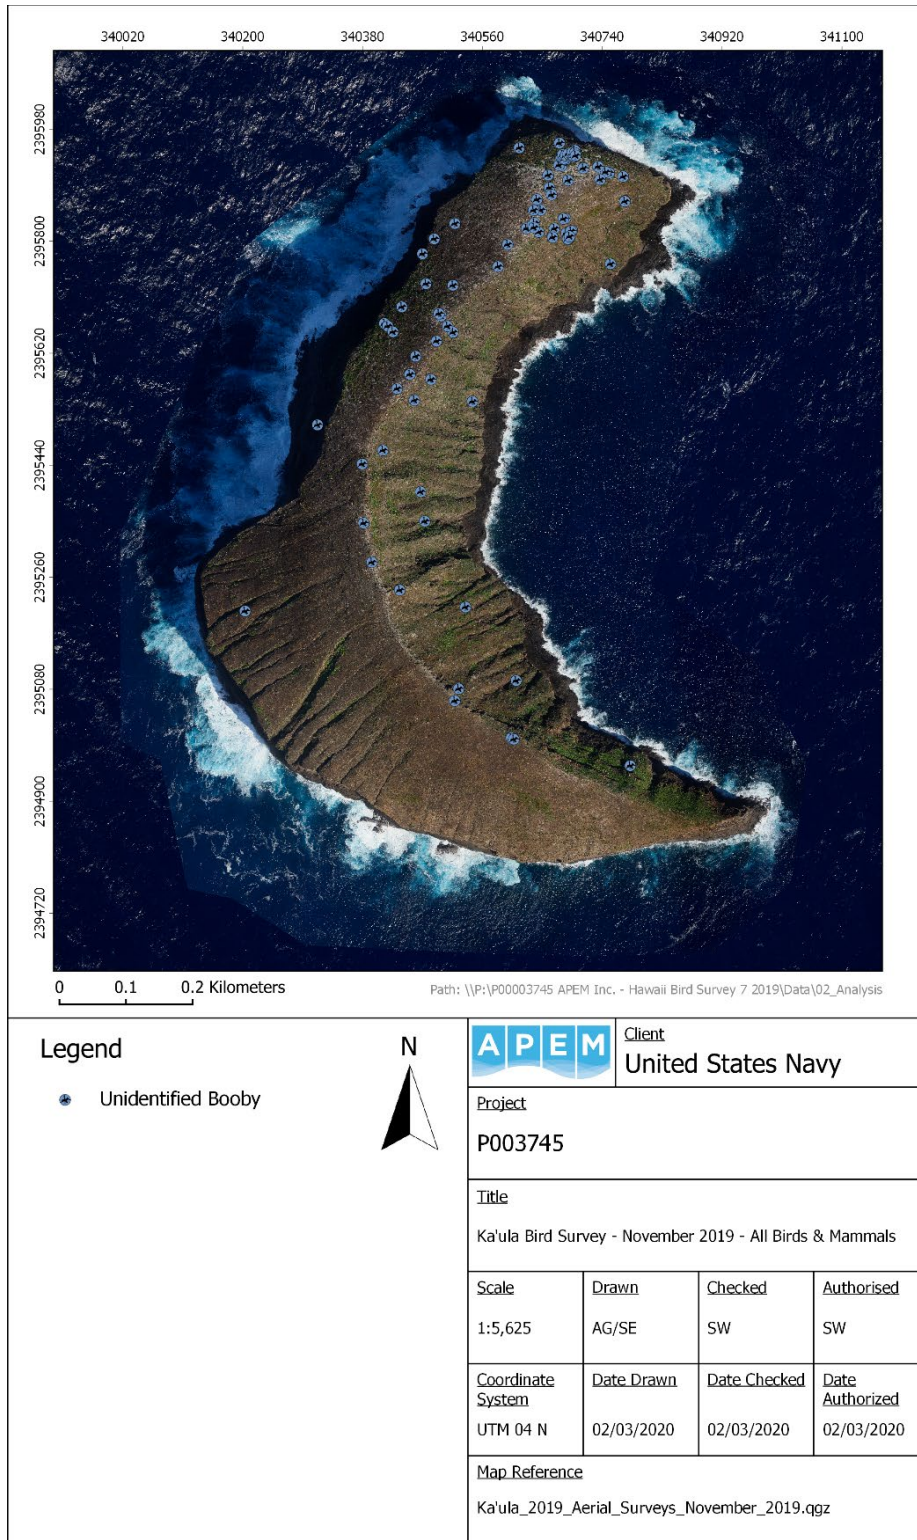 340020 340200 340380 340560 340740 340920 341100
2395980
2395800
2395620
2395440
2395260
2395080
2394900
2394720
0 0.1 0.2 Kilometers
Path: \\P:\P00003745 APEM Inc. - Hawaii Bird Survey 7 2019\Data\02_Analysis
Legend
Unidentified Booby
N
APEM
Client
United States Navy
Project
P003745
Title
Ka'ula Bird Survey - November 2019 - All Birds & Mammals
Scale Drawn Checked Authorised
1:5,625 AG/SE SW SW
Coordinate System Date Drawn Date Checked Date Authorized
UTM 04 N 02/03/2020 02/03/2020 02/03/2020
Map Reference
Ka'ula_2019_Aerial_Surveys_November_2019.qgz